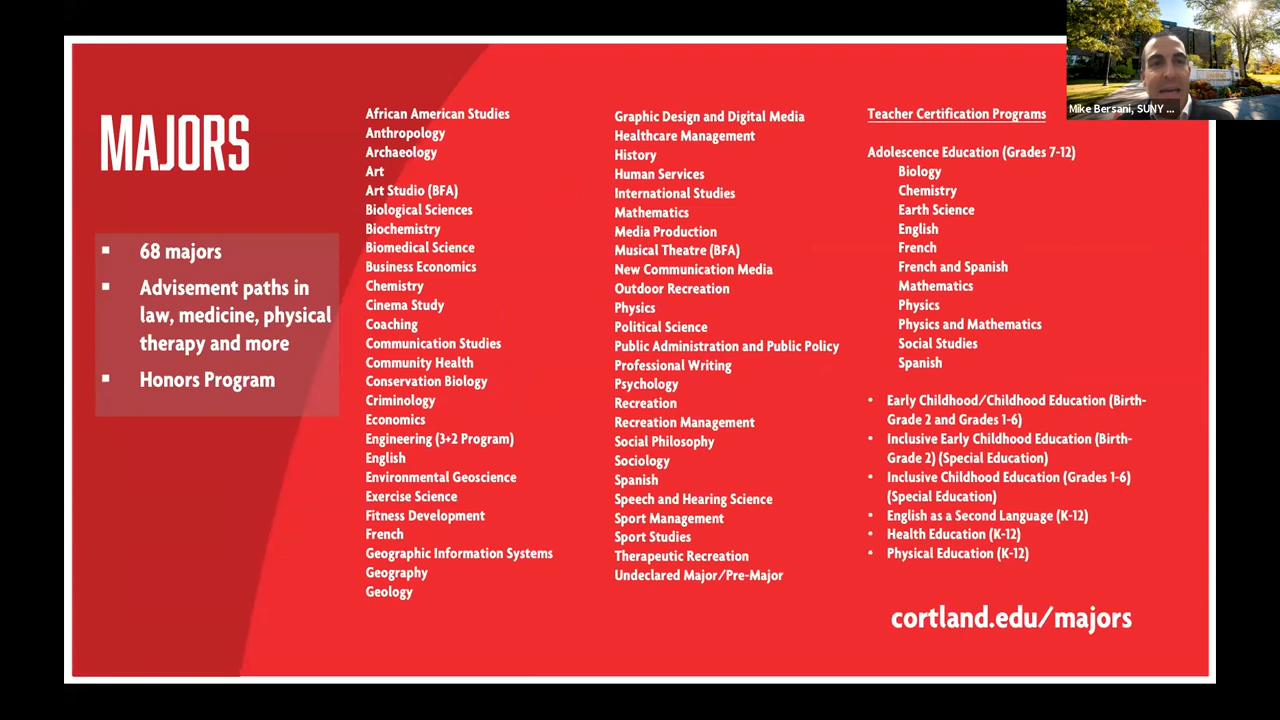 MAJORS
▪ 68 majors
▪ Advisement paths in
law, medicine, physical
therapy and more
▪ Honors Program
African American Studies
Anthropology
Archaeology
Art
Art Studio (BFA)
Biological Sciences
Biochemistry
Biomedical Science
Business Economics
Chemistry
Cinema Study
Coaching
Communication Studies
Community Health
Conservation Biology
Criminology
Economics
Engineering (3+2 Program)
English
Environmental Geoscience
Exercise Science
Fitness Development
French
Geographic Information Systems
Geography
Geology
Graphic Design and Digital Media
Healthcare Management
History
Human Services
International Studies
Mathematics
Media Production
Musical Theatre (BFA)
New Communication Media
Outdoor Recreation
Physics
Political Science
Public Administration and Public Policy
Professional Writing
Psychology
Recreation
Recreation Management
Social Philosophy
Sociology
Spanish
Speech and Hearing Science
Sport Management
Sport Studies
Therapeutic Recreation
Undeclared Major/Pre-Major
Teacher Certification Programs
Adolescence Education (Grades 7-12)
Biology
Chemistry
Earth Science
English
French
French and Spanish
Mathematics
Physics
Physics and Mathematics
Social Studies
Spanish
• Early Childhood/Childhood Education (Birth-
Grade 2 and Grades 1-6)
• Inclusive Early Childhood Education (Birth-
Grade 2) (Special Education)
• Inclusive Childhood Education (Grades 1-6)
(Special Education)
• English as a Second Language (K-12)
• Health Education (K-12)
• Physical Education (K-12)
cortland.edu/majors
Mike Bersani, SUNY ...